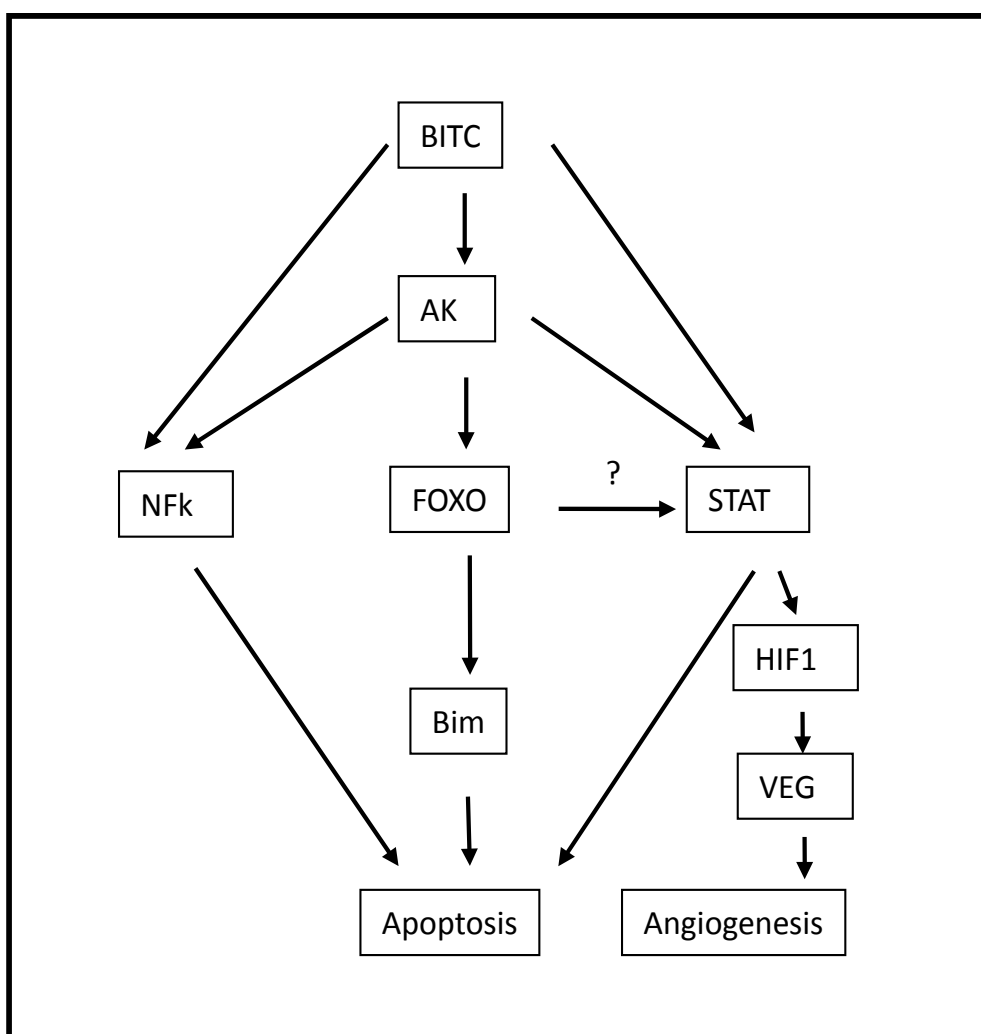 BITC
AK
NFk
FOXO
?
STAT
HIF1
Bim
VEG
Apoptosis
Angiogenesis